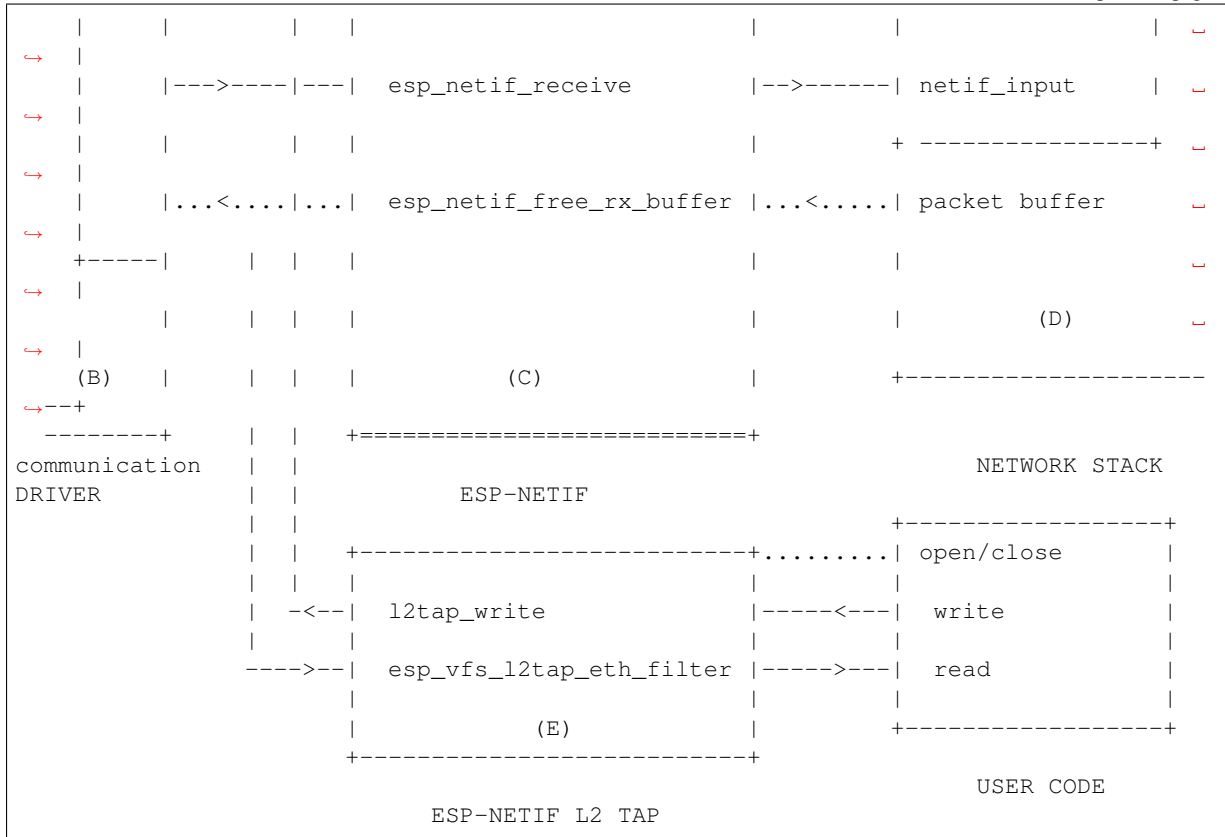 |     |        |  |                           |         |                 |  ␣
↪  |
|     |--->----|---|  esp_netif_receive        |-->------| netif_input     |  ␣
↪  |
|     |        |   |                           |         + ----------------+  ␣
↪  |
|     |...<....|...|  esp_netif_free_rx_buffer |...<.....| packet buffer      ␣
↪  |
+-----|     |  |   |                           |         |                    ␣
↪  |
      |     |  |   |                           |         |         (D)        ␣
↪  |
(B)   |     |  |   |          (C)              |         +---------------------
↪--+
--------+     |  |   +===========================+
communication   |  |                                               NETWORK STACK
DRIVER          |  |           ESP-NETIF
                |  |                                         +------------------+
                |  |   +---------------------------+.........| open/close       |
                |  |   |                           |         |                  |
                |  -<--|  l2tap_write              |-----<---|  write           |
                |      |                           |         |                  |
                ---->--|  esp_vfs_l2tap_eth_filter |----->---|  read            |
                       |                           |         |                  |
                       |            (E)            |         +------------------+
                       +---------------------------+
                                                                  USER CODE
                             ESP-NETIF L2 TAP